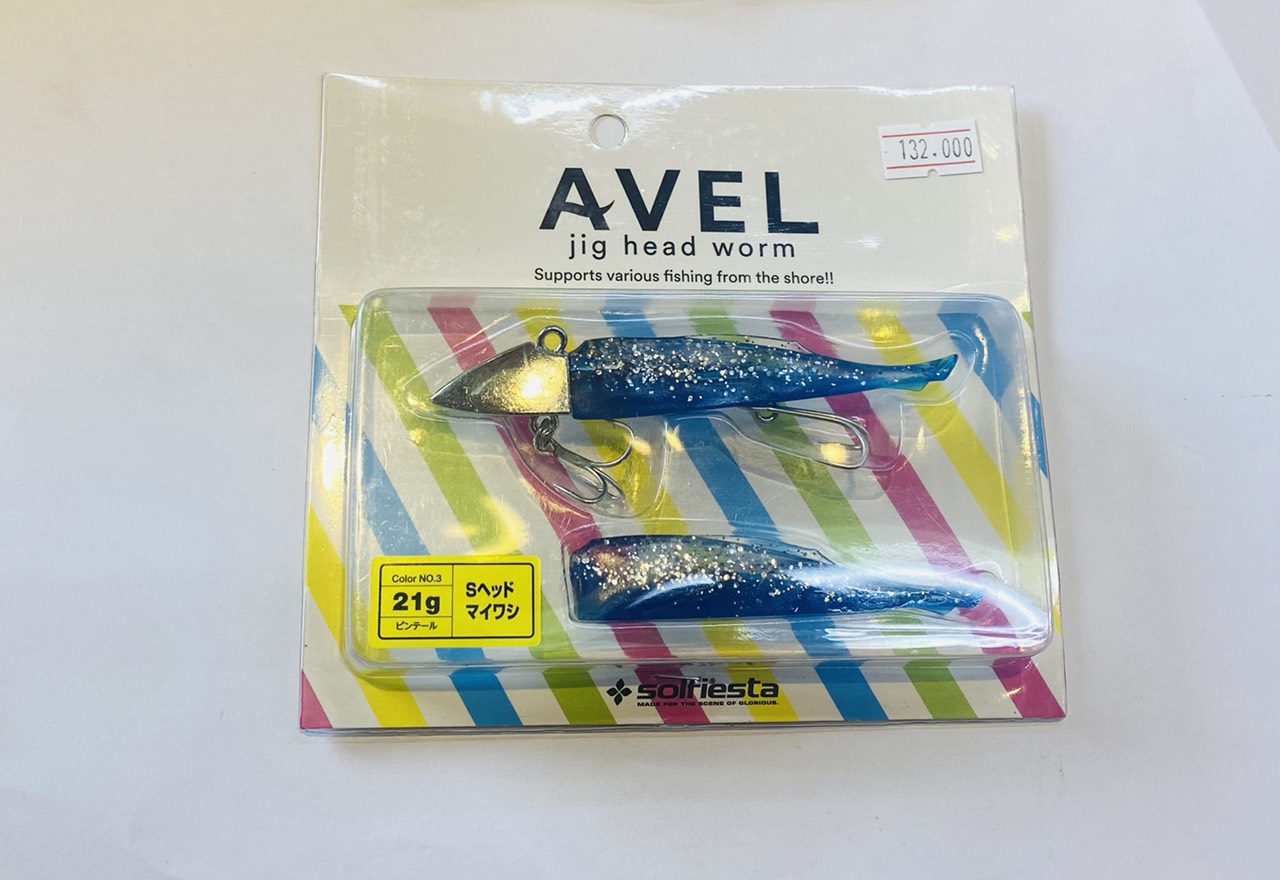 132.000
AVEL
jig head worm
Supports various fishing from the shore!!
Color NO.3
21g
ピンテール
Sヘッド
マイワシ
solfiesta
MADE FOR THE SCENE OF GLORIOUS.